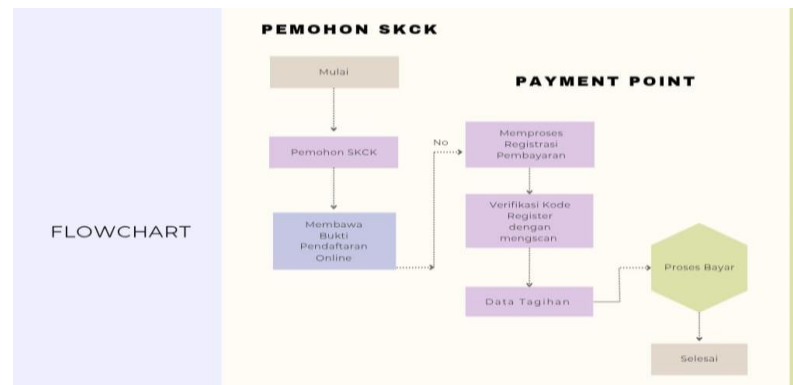 PEMOHON SKCK
Mulai
PAYMENT POINT
Pemohon SKCK
No
Memproses
Registrasi
Pembayaran
Membawa
Bukti
Pendaftaran
Online
Verifikasi Kode
Register
dengan
mengscan
FLOWCHART
Data Tagihan
Proses Bayar
Selesai